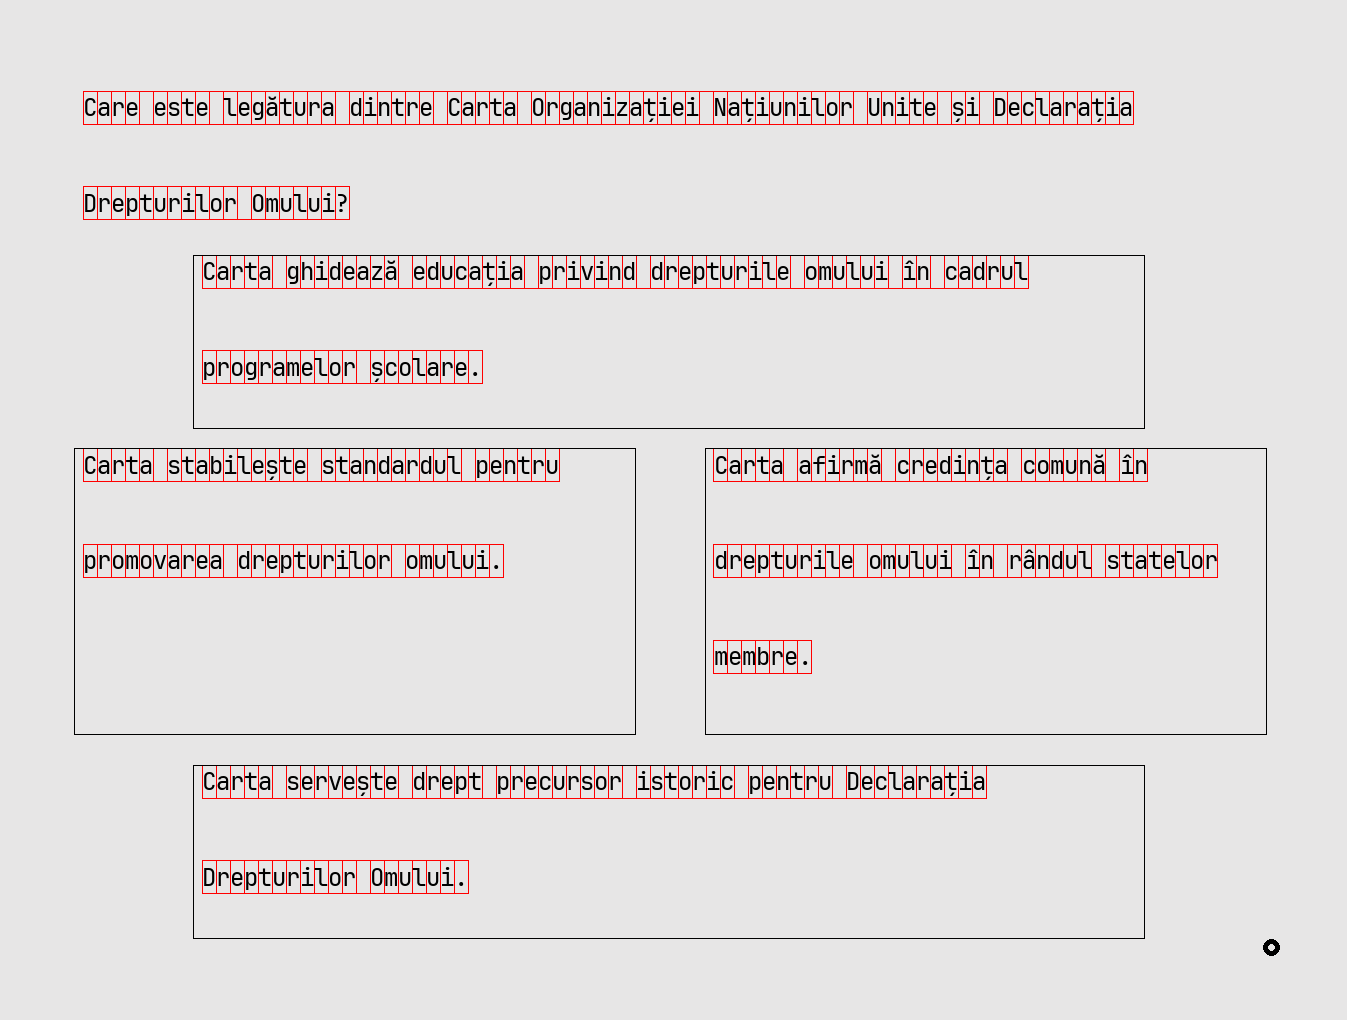 Care este legătura dintre Carta Organizației Națiunilor Unite și Declarația
Drepturilor Omului?
Carta ghidează educația privind drepturile omului în cadrul
programelor școlare.
Carta stabilește standardul pentru
promovarea drepturilor omului.
Carta afirmă credința comună în
drepturile omului în rândul statelor
membre.
Carta servește drept precursor istoric pentru Declarația
Drepturilor Omului.